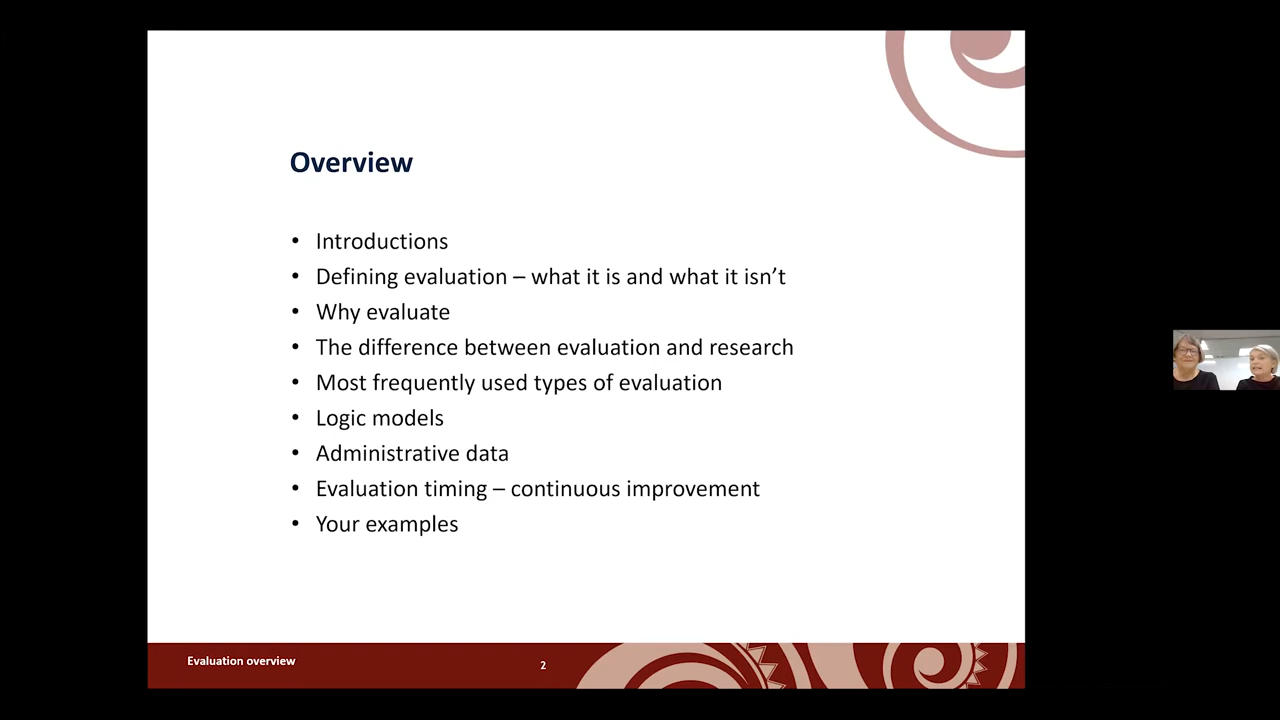 Overview
• Introductions
• Defining evaluation – what it is and what it isn’t
• Why evaluate
• The difference between evaluation and research
• Most frequently used types of evaluation
• Logic models
• Administrative data
• Evaluation timing – continuous improvement
• Your examples
Evaluation overview
2